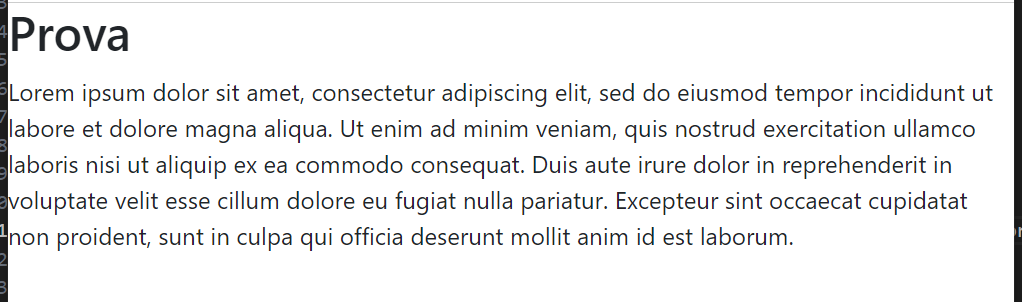 Prova
Lorem ipsum dolor sit amet, consectetur adipiscing elit, sed do eiusmod tempor incididunt ut
labore et dolore magna aliqua. Ut enim ad minim veniam, quis nostrud exercitation ullamco
laboris nisi ut aliquip ex ea commodo consequat. Duis aute irure dolor in reprehenderit in
voluptate velit esse cillum dolore eu fugiat nulla pariatur. Excepteur sint occaecat cupidatat
non proident, sunt in culpa qui officia deserunt mollit anim id est laborum.